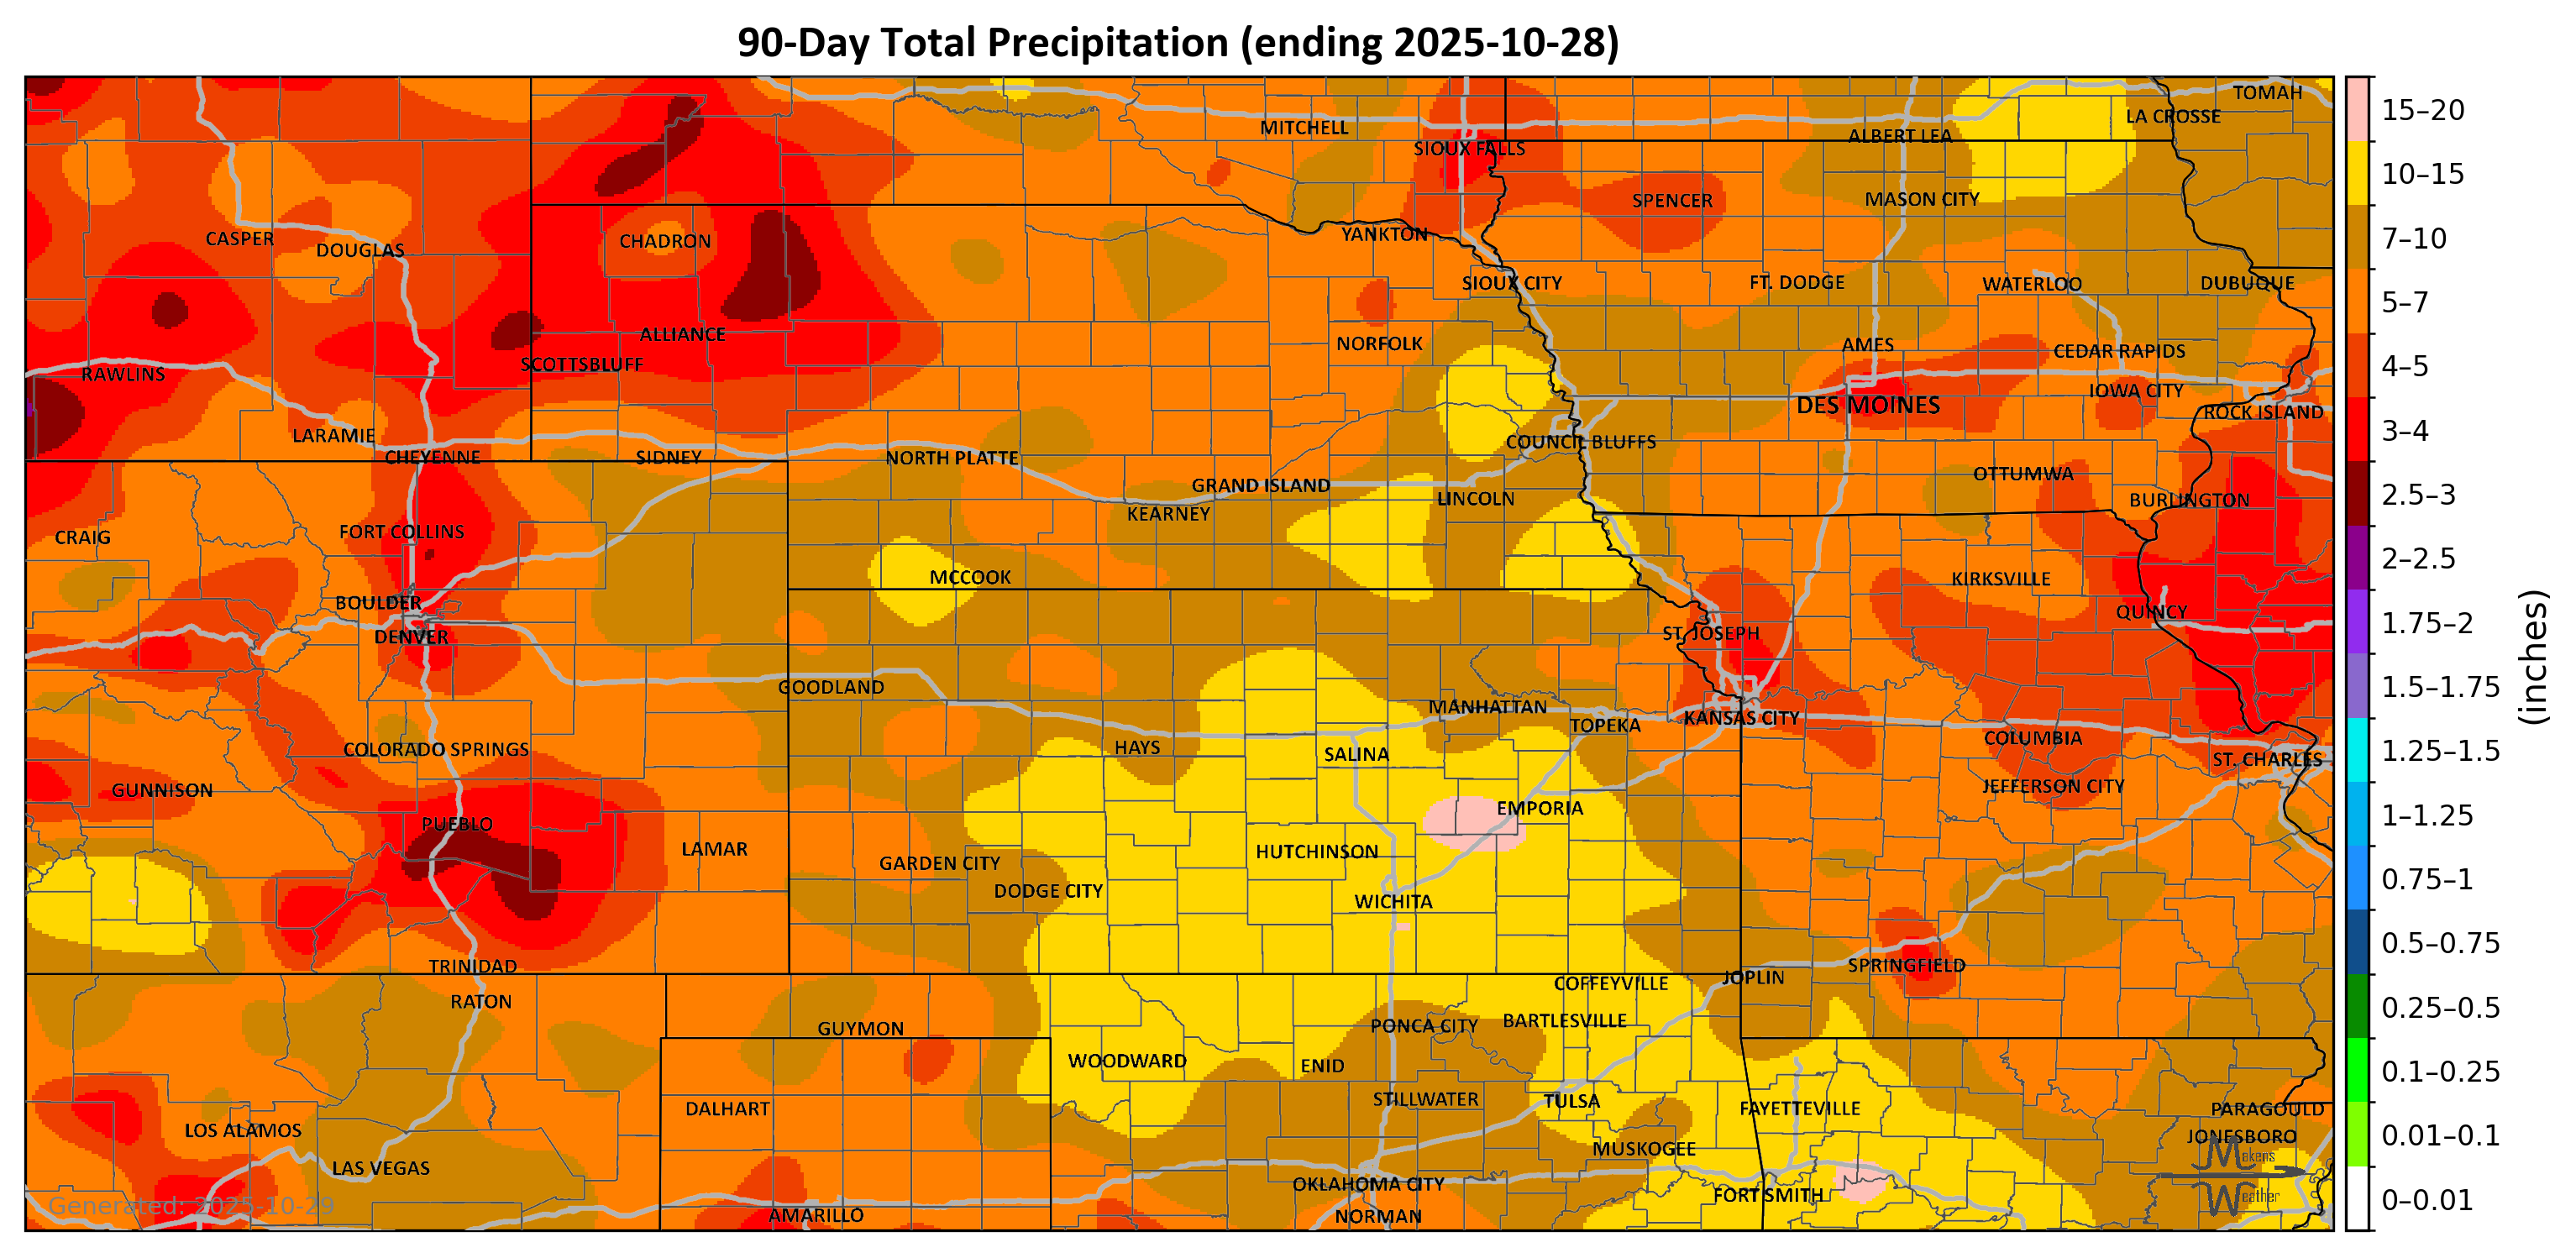 90-Day Total Precipitation (ending 2025-10-28)
TOMAH
LA CROSSE
MITCHELL
ALBERT LEA
SIOUX FALLS
SPENCER
MASON CITY
CASPER
CHADRON
YANKTON
DOUGLAS
SIOUX CITY
FT. DODGE
WATERLOO
DUBUQUE
ALLIANCE
NORFOLK
AMES
CEDAR RAPIDS
SCOTTSBLUFF
RAWLINS
IOWA CITY
DES MOINES
ROCK ISLAND
LARAMIE
COUNCIL BLUFFS
CHEYENNE
SIDNEY
NORTH PLATTE
OTTUMWA
GRAND ISLAND
LINCOLN
BURLINGTON
KEARNEY
FORT COLLINS
CRAIG
MCCOOK
KIRKSVILLE
BOULDER
QUINCY
DENVER
ST. JOSEPH
GOODLAND
MANHATTAN
KANSAS CITY
TOPEKA
COLUMBIA
COLORADO SPRINGS
HAYS
SALINA
ST. CHARLES
GUNNISON
JEFFERSON CITY
EMPORIA
PUEBLO
LAMAR
HUTCHINSON
GARDEN CITY
DODGE CITY
WICHITA
TRINIDAD
SPRINGFIELD
JOPLIN
COFFEYVILLE
RATON
BARTLESVILLE
GUYMON
PONCA CITY
WOODWARD
ENID
STILLWATER
TULSA
DALHART
FAYETTEVILLE
PARAGOULD
LOS ALAMOS
JONESBORO
MUSKOGEE
LAS VEGAS
OKLAHOMA CITY
FORT SMITH
AMARILLO
NORMAN
Generated: 2025-10-29
Makens
Weather
15–20
10–15
7–10
5–7
4–5
3–4
2.5–3
2–2.5
1.75–2
1.5–1.75
1.25–1.5
1–1.25
0.75–1
0.5–0.75
0.25–0.5
0.1–0.25
0.01–0.1
0–0.01
(inches)